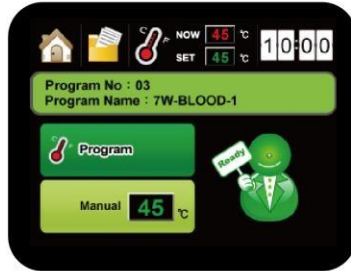 °C °F NOW 45 °C
SET 45 °C
10:00
Program No : 03
Program Name : 7W-BLOOD-1
°C °F Program
Ready
Manual 45 °C